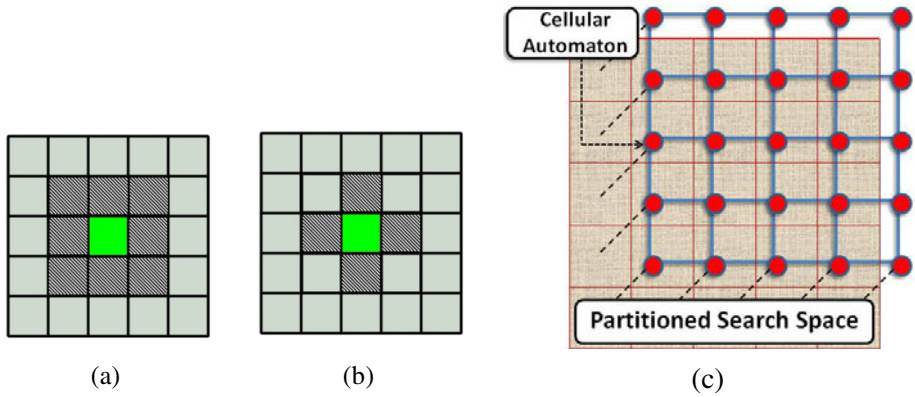 Cellular
Automaton
Partitioned Search Space
(a)
(b)
(c)